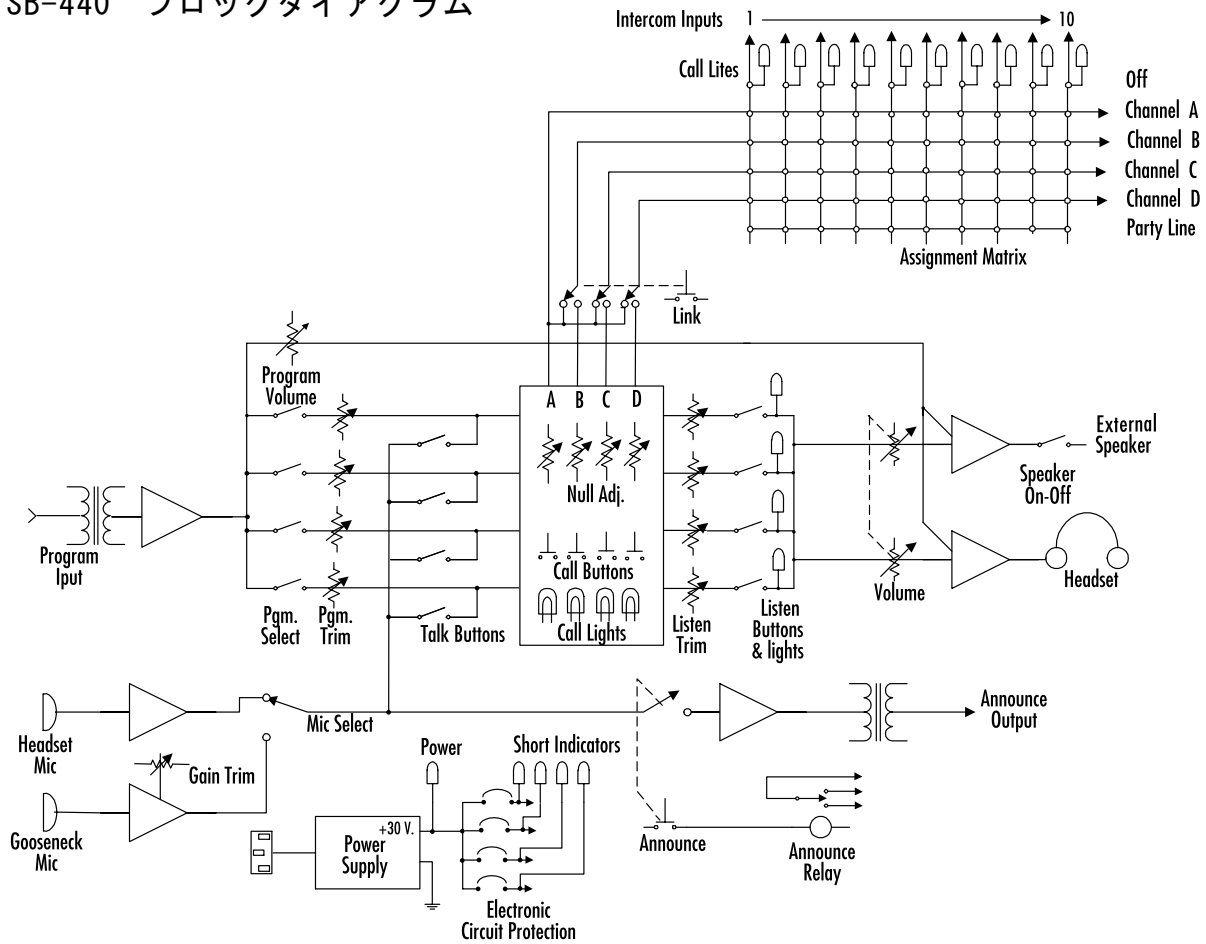 SB-440 ブロックダイアグラム
Intercom Inputs 1 10
Call Lites
Off
Channel A
Channel B
Channel C
Channel D
Party Line
Assignment Matrix
Link
Program
Volume
A B C D
Null Adj.
Call Buttons
Call Lights
External
Speaker
Speaker
On-Off
Program
Iput
Headset
Volume
Pgm.
Select
Pgm.
Trim
Talk Buttons
Listen
Trim
Listen
Buttons
& lights
Headset
Mic
Mic Select
Announce
Output
Gain Trim
Gooseneck
Mic
Power
Short Indicators
+30 V.
Power
Supply
Announce
Announce
Relay
Electronic
Circuit Protection